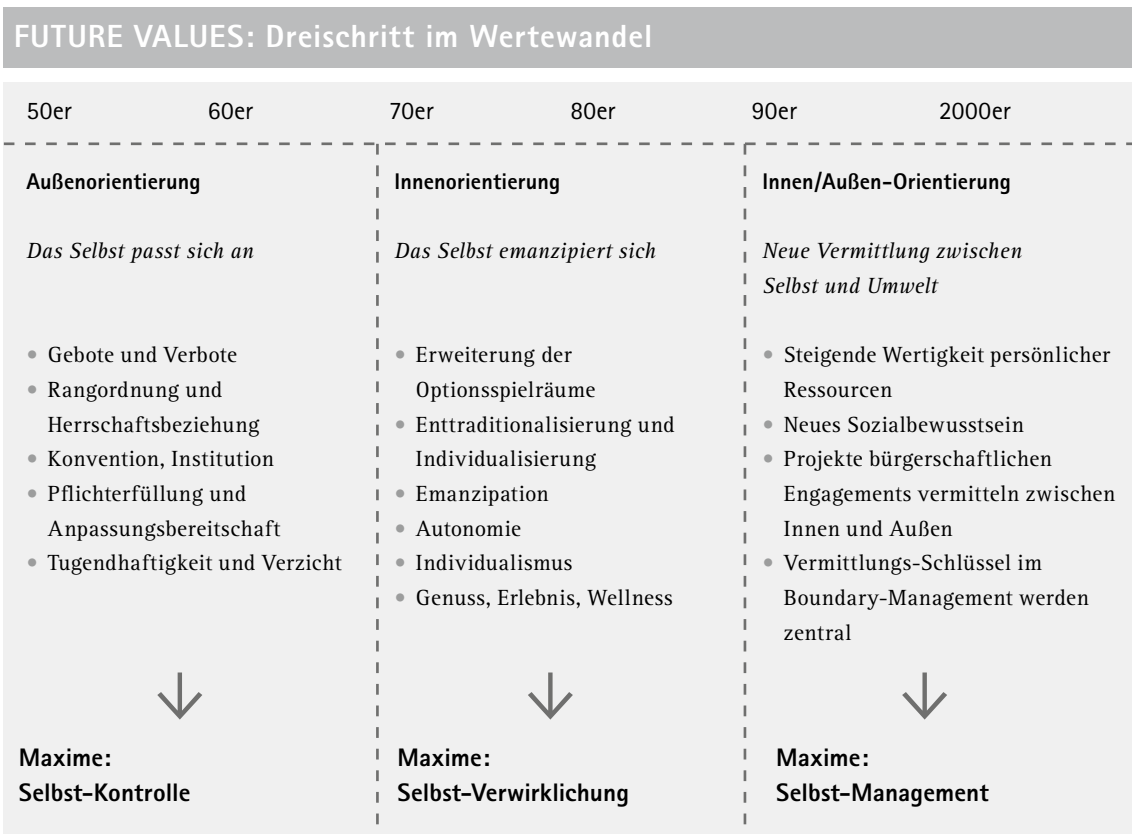 FUTURE VALUES: Dreischritt im Wertewandel
50er 60er 70er 80er 90er 2000er
Außenorientierung
Das Selbst passt sich an
• Gebote und Verbote
• Rangordnung und
Herrschaftsbeziehung
• Konvention, Institution
• Pflichterfüllung und
Anpassungsbereitschaft
• Tugendhaftigkeit und Verzicht
Maxime:
Selbst-Kontrolle
Innenorientierung
Das Selbst emanzipiert sich
• Erweiterung der
Optionsspielräume
• Enttraditionalisierung und
Individualisierung
• Emanzipation
• Autonomie
• Individualismus
• Genuss, Erlebnis, Wellness
Maxime:
Selbst-Verwirklichung
Innen/Außen-Orientierung
Neue Vermittlung zwischen
Selbst und Umwelt
• Steigende Wertigkeit persönlicher
Ressourcen
• Neues Sozialbewusstsein
• Projekte bürgerschaftlichen
Engagements vermitteln zwischen
Innen und Außen
• Vermittlungs-Schlüssel im
Boundary-Management werden
zentral
Maxime:
Selbst-Management